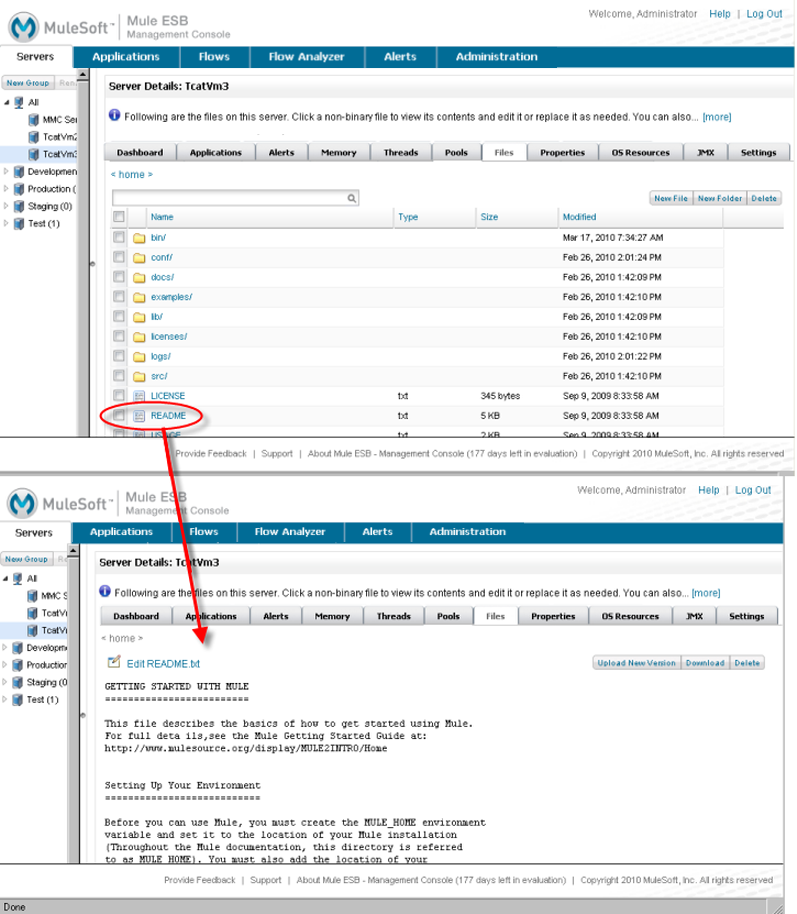 MuleSoft™ Mule ESB
Management Console
Welcome, Administrator Help | Log Out
Servers Applications Flows Flow Analyzer Alerts Administration
New Group Ren
All
MMC Ser
TcatVm2
TcatVm3
Developmen
Production (
Staging (0)
Test (1)
Server Details: TcatVm3
Following are the files on this server. Click a non-binary file to view its contents and edit it or replace it as needed. You can also... [more]
Dashboard Applications Alerts Memory Threads Pools Files Properties OS Resources JMX Settings
< home >
New File New Folder Delete
Name Type Size Modified
bin/ Mar 17, 2010 7:34:27 AM
conf/ Feb 26, 2010 2:01:24 PM
docs/ Feb 26, 2010 1:42:09 PM
examples/ Feb 26, 2010 1:42:10 PM
lib/ Feb 26, 2010 1:42:09 PM
licenses/ Feb 26, 2010 1:42:10 PM
logs/ Feb 26, 2010 2:01:22 PM
src/ Feb 26, 2010 1:42:10 PM
LICENSE txt 345 bytes Sep 9, 2009 8:33:58 AM
README txt 5 KB Sep 9, 2009 8:33:58 AM
USAGE txt 2 KB Sep 9, 2009 8:33:58 AM
Provide Feedback | Support | About Mule ESB - Management Console (177 days left in evaluation) | Copyright 2010 MuleSoft, Inc. All rights reserved
MuleSoft™ Mule ESB
Management Console
Welcome, Administrator Help | Log Out
Servers Applications Flows Flow Analyzer Alerts Administration
New Group Re
All
MMC S
TcatVi
TcatVi
Developme
Production
Staging (0
Test (1)
Server Details: TcatVm3
Following are the files on this server. Click a non-binary file to view its contents and edit it or replace it as needed. You can also... [more]
Dashboard Applications Alerts Memory Threads Pools Files Properties OS Resources JMX Settings
< home >
Edit README.txt
Upload New Version Download Delete
GETTING STARTED WITH MULE
=========================
This file describes the basics of how to get started using Mule.
For full deta ils,see the Mule Getting Started Guide at:
http://www.mulesource.org/display/MULE2INTRO/Home
Setting Up Your Environment
===========================
Before you can use Mule, you must create the MULE_HOME environment
variable and set it to the location of your Mule installation
(Throughout the Mule documentation, this directory is referred
to as MULE_HOME). You must also add the location of your
Provide Feedback | Support | About Mule ESB - Management Console (177 days left in evaluation) | Copyright 2010 MuleSoft, Inc. All rights reserved
Done